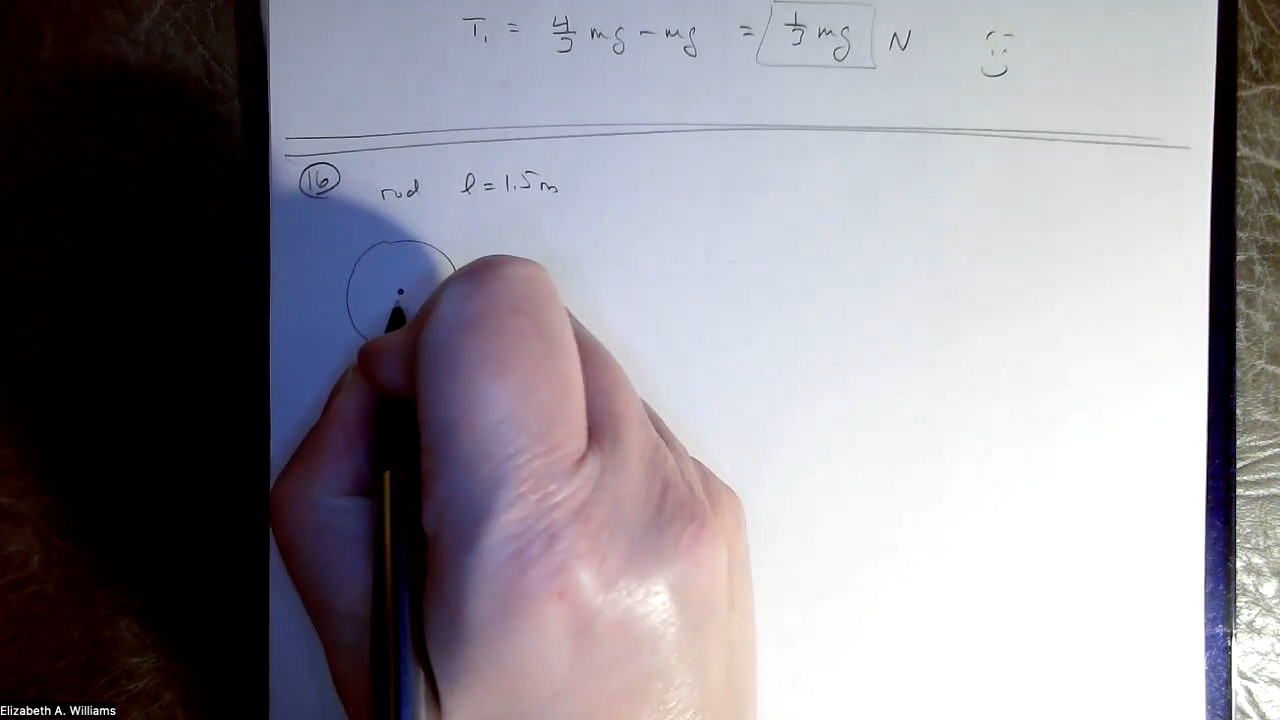 T₁ = 4/3 mg - mg = 1/3 mg N
16 rod l = 1.5 m
Elizabeth A. Williams